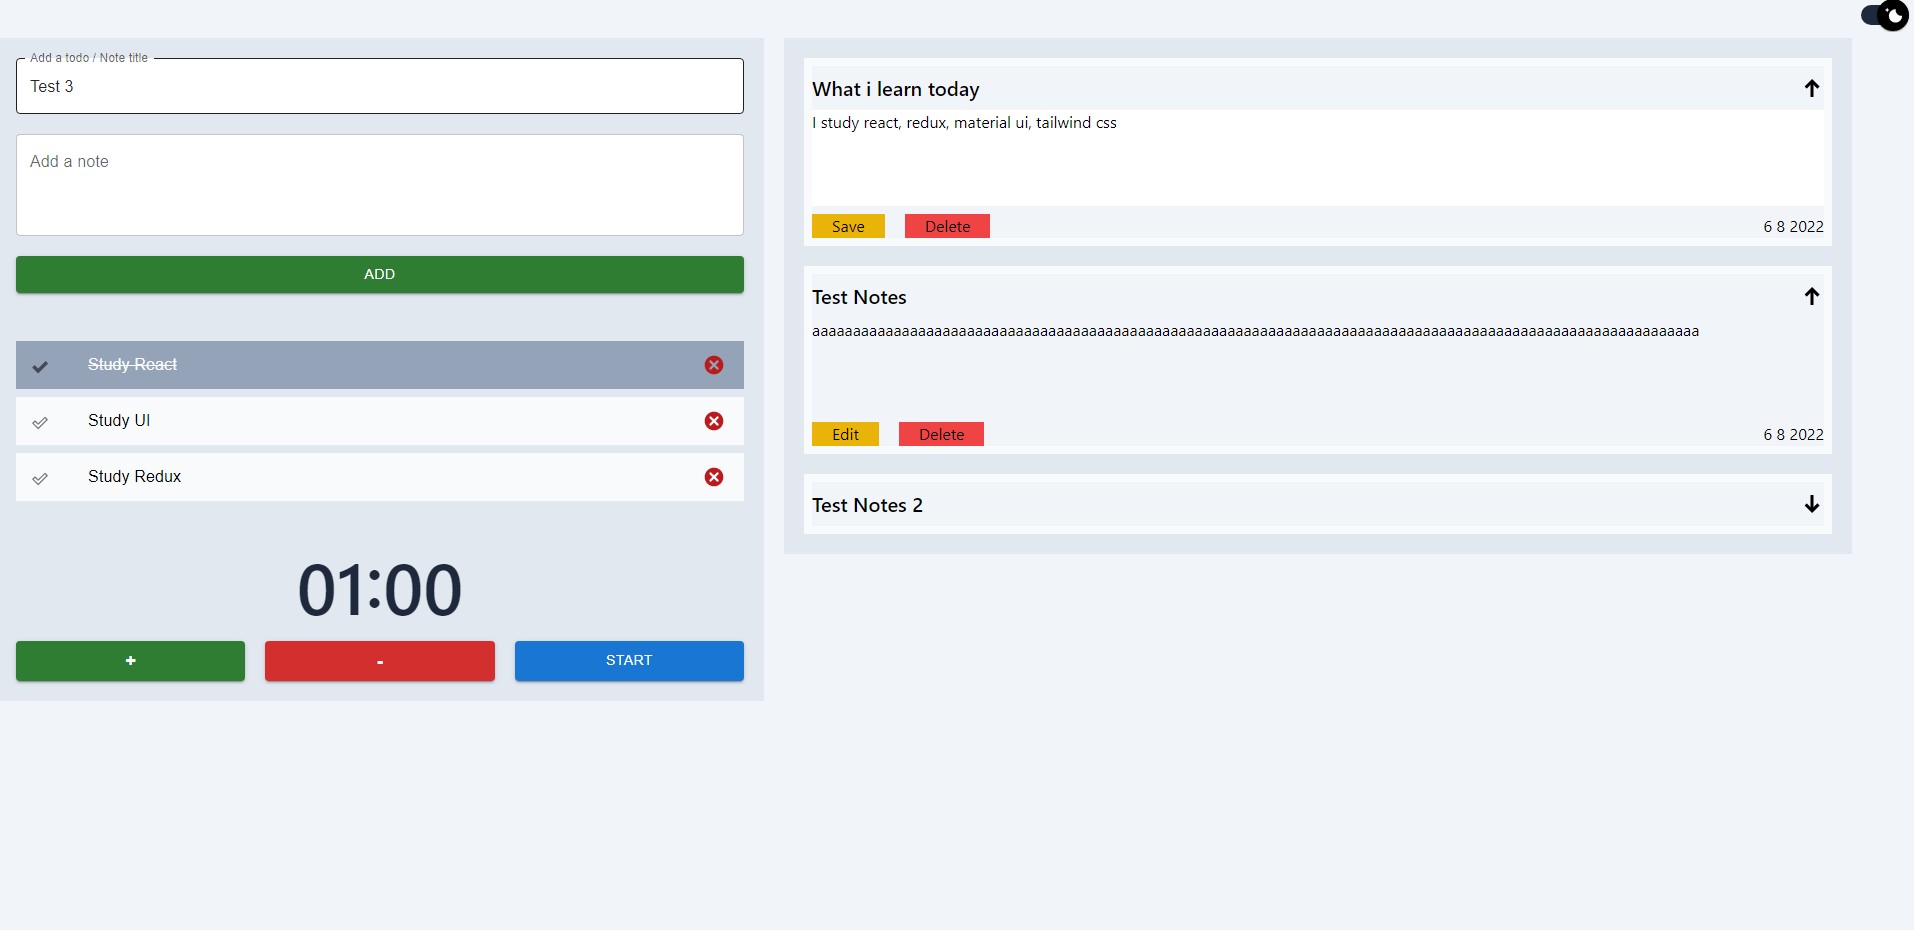 Add a todo / Note title
Test 3
Add a note
ADD
Study React
Study UI
Study Redux
01:00
+
-
START
What i learn today
I study react, redux, material ui, tailwind css
Save
Delete
6 8 2022
Test Notes
aaaaaaaaaaaaaaaaaaaaaaaaaaaaaaaaaaaaaaaaaaaaaaaaaaaaaaaaaaaaaaaaaaaaaaaaaaaaaaaaaaaaaaaaaaaaaaaaaaaaaaaaaaaaa
Edit
Delete
6 8 2022
Test Notes 2